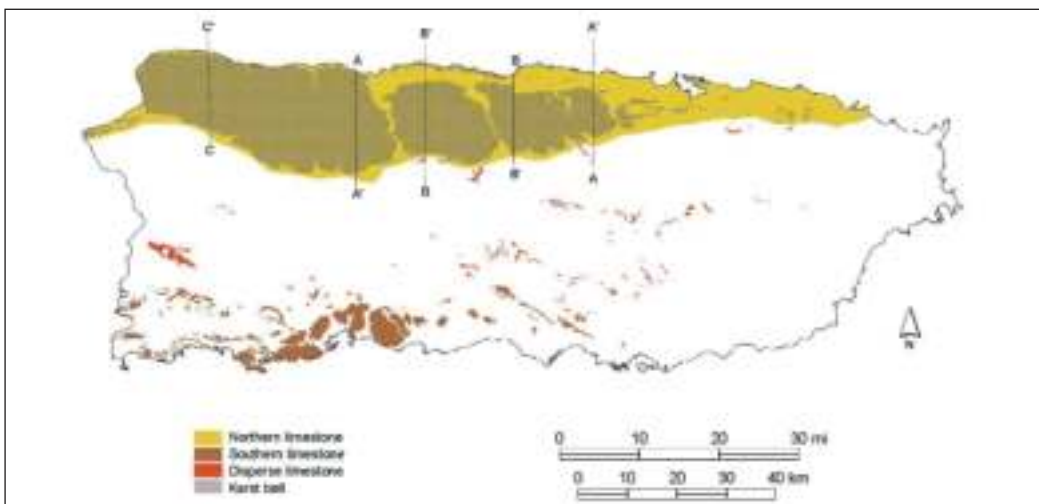 C' A B' B A'
C A' B B' A
N
Northern limestone
Southern limestone
Disperse limestone
Karst belt
0 10 20 30 mi
0 10 20 30 40 km